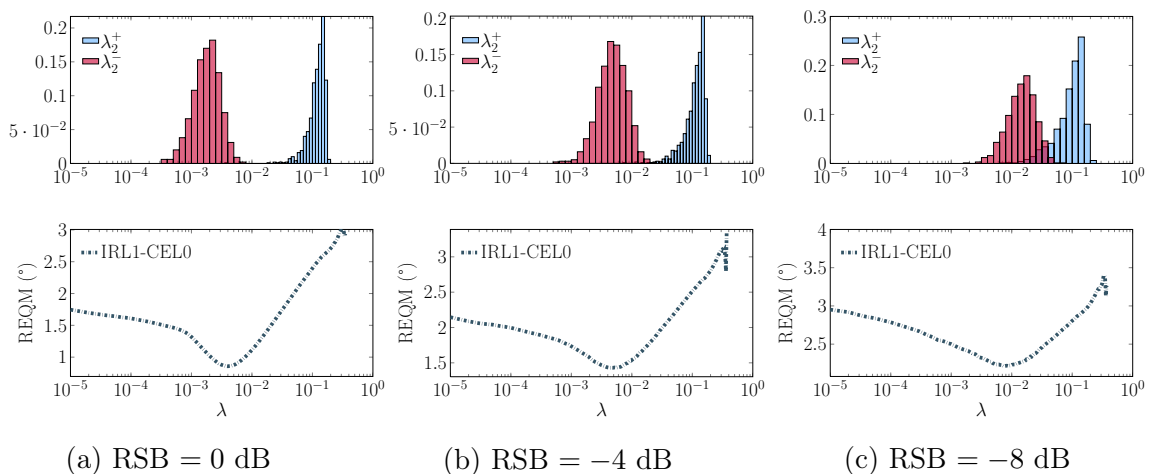 0.2
0.15
0.1
5 · 10⁻²
0
λ₂⁺
λ₂⁻
10⁻⁵ 10⁻⁴ 10⁻³ 10⁻² 10⁻¹ 10⁰
0.2
0.15
0.1
5 · 10⁻²
0
λ₂⁺
λ₂⁻
10⁻⁵ 10⁻⁴ 10⁻³ 10⁻² 10⁻¹ 10⁰
0.3
0.2
0.1
0
λ₂⁺
λ₂⁻
10⁻⁵ 10⁻⁴ 10⁻³ 10⁻² 10⁻¹ 10⁰
REQM (°)
3
2.5
2
1.5
1
IRL1-CEL0
10⁻⁵ 10⁻⁴ 10⁻³ 10⁻² 10⁻¹ 10⁰
λ
REQM (°)
3
2.5
2
1.5
IRL1-CEL0
10⁻⁵ 10⁻⁴ 10⁻³ 10⁻² 10⁻¹ 10⁰
λ
REQM (°)
4
3.5
3
2.5
IRL1-CEL0
10⁻⁵ 10⁻⁴ 10⁻³ 10⁻² 10⁻¹ 10⁰
λ
(a) RSB = 0 dB
(b) RSB = −4 dB
(c) RSB = −8 dB